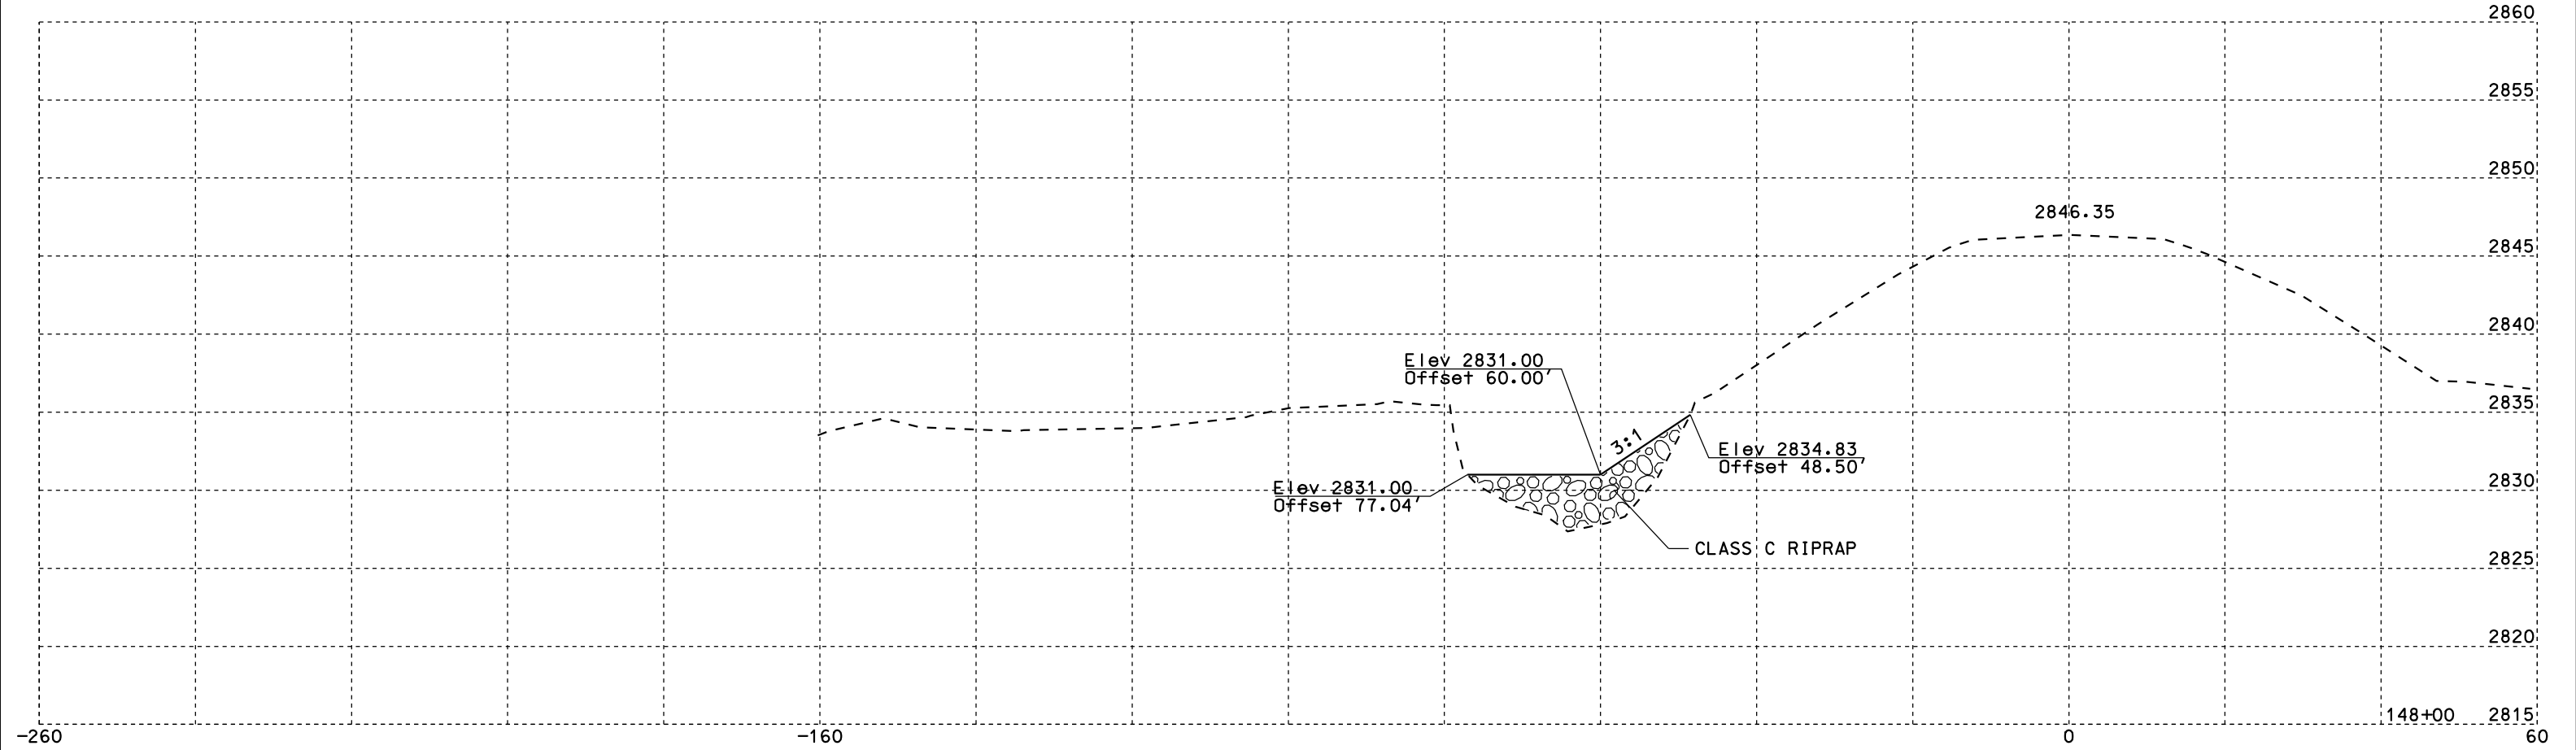 2860
2855
2850
2846.35
2845
2840
Elev 2831.00
Offset 60.00'
2835
3:1
Elev 2834.83
Offset 48.50'
Elev 2831.00
Offset 77.04'
2830
CLASS C RIPRAP
2825
2820
148+00
2815
-260
-160
0
60